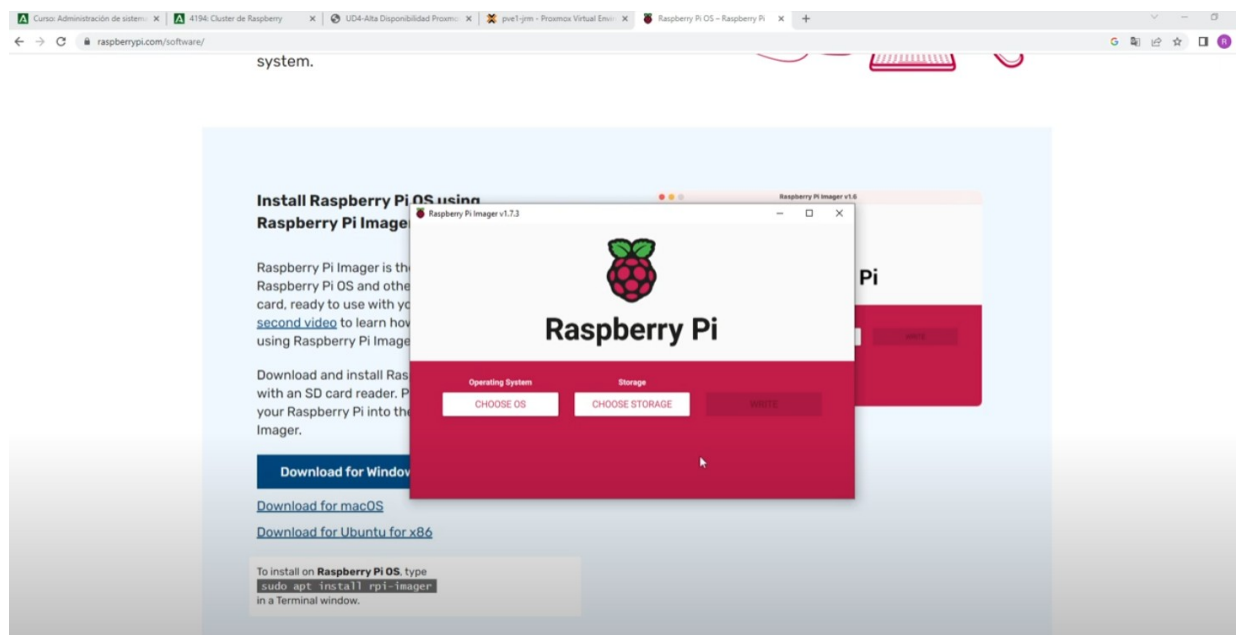 Curso: Administración de sistem
4194: Cluster de Raspberry
UD4-Alta Disponibilidad Proxmo
pve1-jrm - Proxmox Virtual Envir
Raspberry Pi OS – Raspberry Pi
raspberrypi.com/software/
G
R
system.
Install Raspberry Pi OS using
Raspberry Pi Image
Raspberry Pi Imager is the
Raspberry Pi OS and othe
card, ready to use with yo
second video to learn how
using Raspberry Pi Image
Download and install Ras
with an SD card reader. P
your Raspberry Pi into the
Imager.
Download for Window
Download for macOS
Download for Ubuntu for x86
To install on Raspberry Pi OS, type
sudo apt install rpi-imager
in a Terminal window.
Raspberry Pi Imager v1.6
Pi
WRITE
Raspberry Pi Imager v1.7.3
Raspberry Pi
Operating System
Storage
CHOOSE OS
CHOOSE STORAGE
WRITE